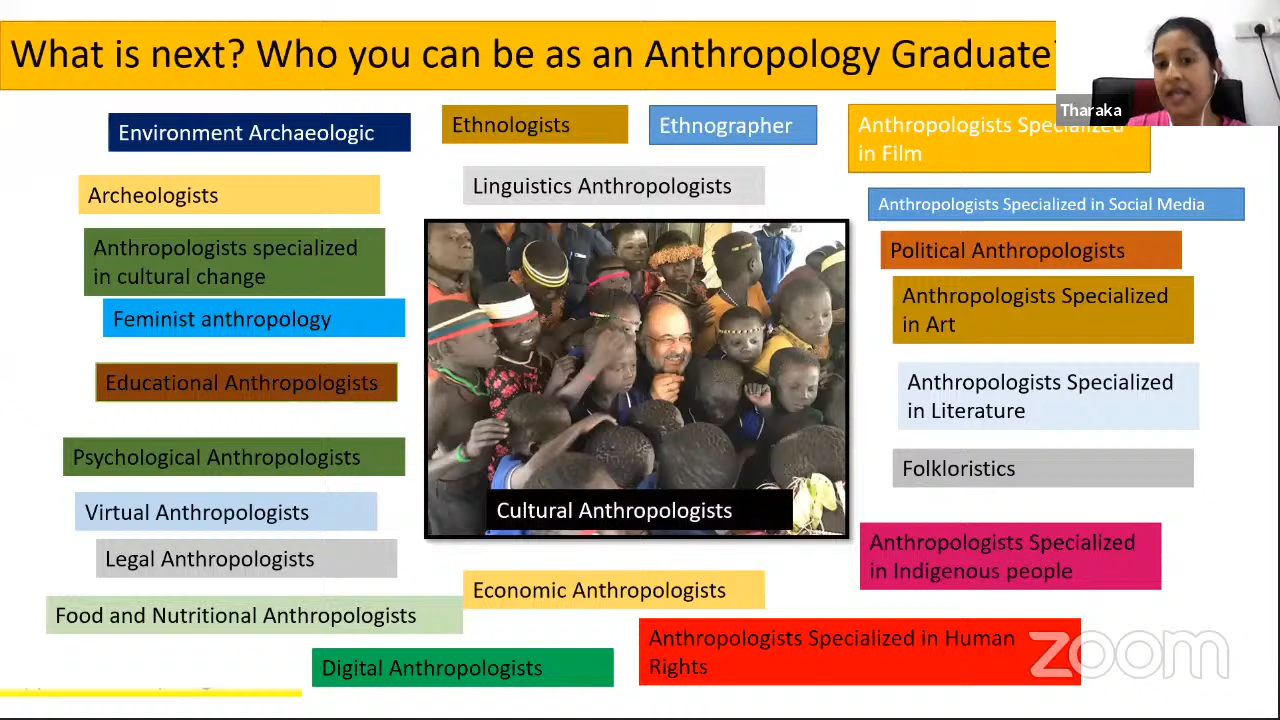 What is next? Who you can be as an Anthropology Graduate?
Tharaka
Environment Archaeologic
Ethnologists
Ethnographer
Anthropologists Specialized
in Film
Archeologists
Linguistics Anthropologists
Anthropologists Specialized in Social Media
Anthropologists specialized
in cultural change
Political Anthropologists
Feminist anthropology
Anthropologists Specialized
in Art
Educational Anthropologists
Anthropologists Specialized
in Literature
Psychological Anthropologists
Folkloristics
Virtual Anthropologists
Cultural Anthropologists
Legal Anthropologists
Anthropologists Specialized
in Indigenous people
Economic Anthropologists
Food and Nutritional Anthropologists
Anthropologists Specialized in Human
Rights
Digital Anthropologists
zoom